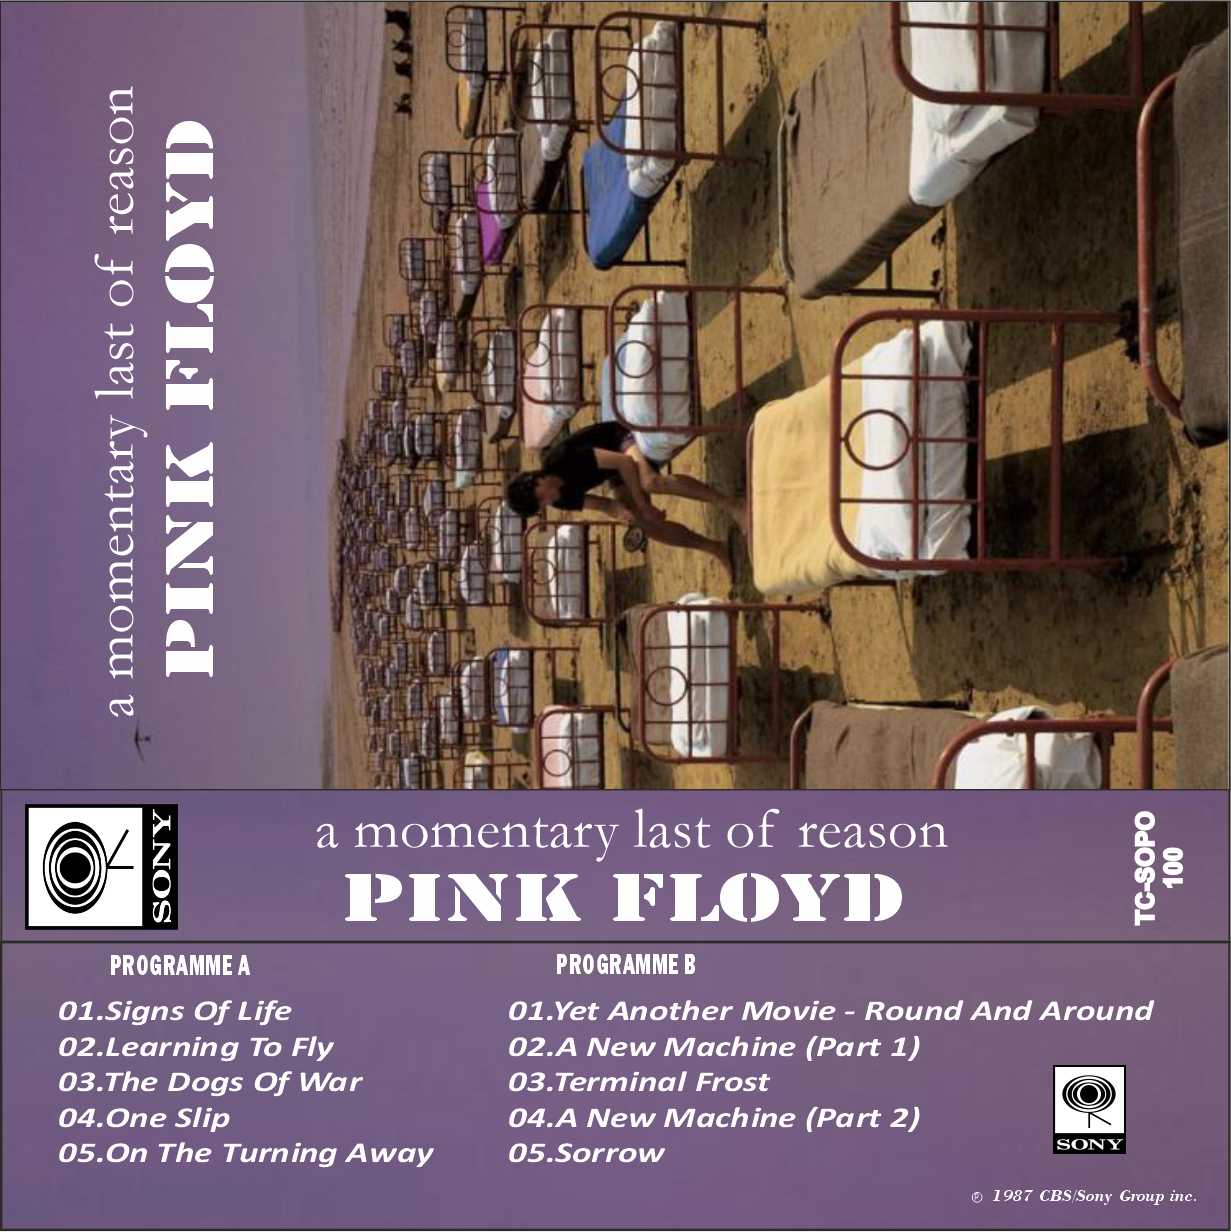 a momentary last of reason
PINK FLOYD
SONY
a momentary last of reason
PINK FLOYD
TC-SOPO
100
PROGRAMME A
01.Signs Of Life
02.Learning To Fly
03.The Dogs Of War
04.One Slip
05.On The Turning Away
PROGRAMME B
01.Yet Another Movie - Round And Around
02.A New Machine (Part 1)
03.Terminal Frost
04.A New Machine (Part 2)
05.Sorrow
SONY
℗ 1987 CBS/Sony Group inc.